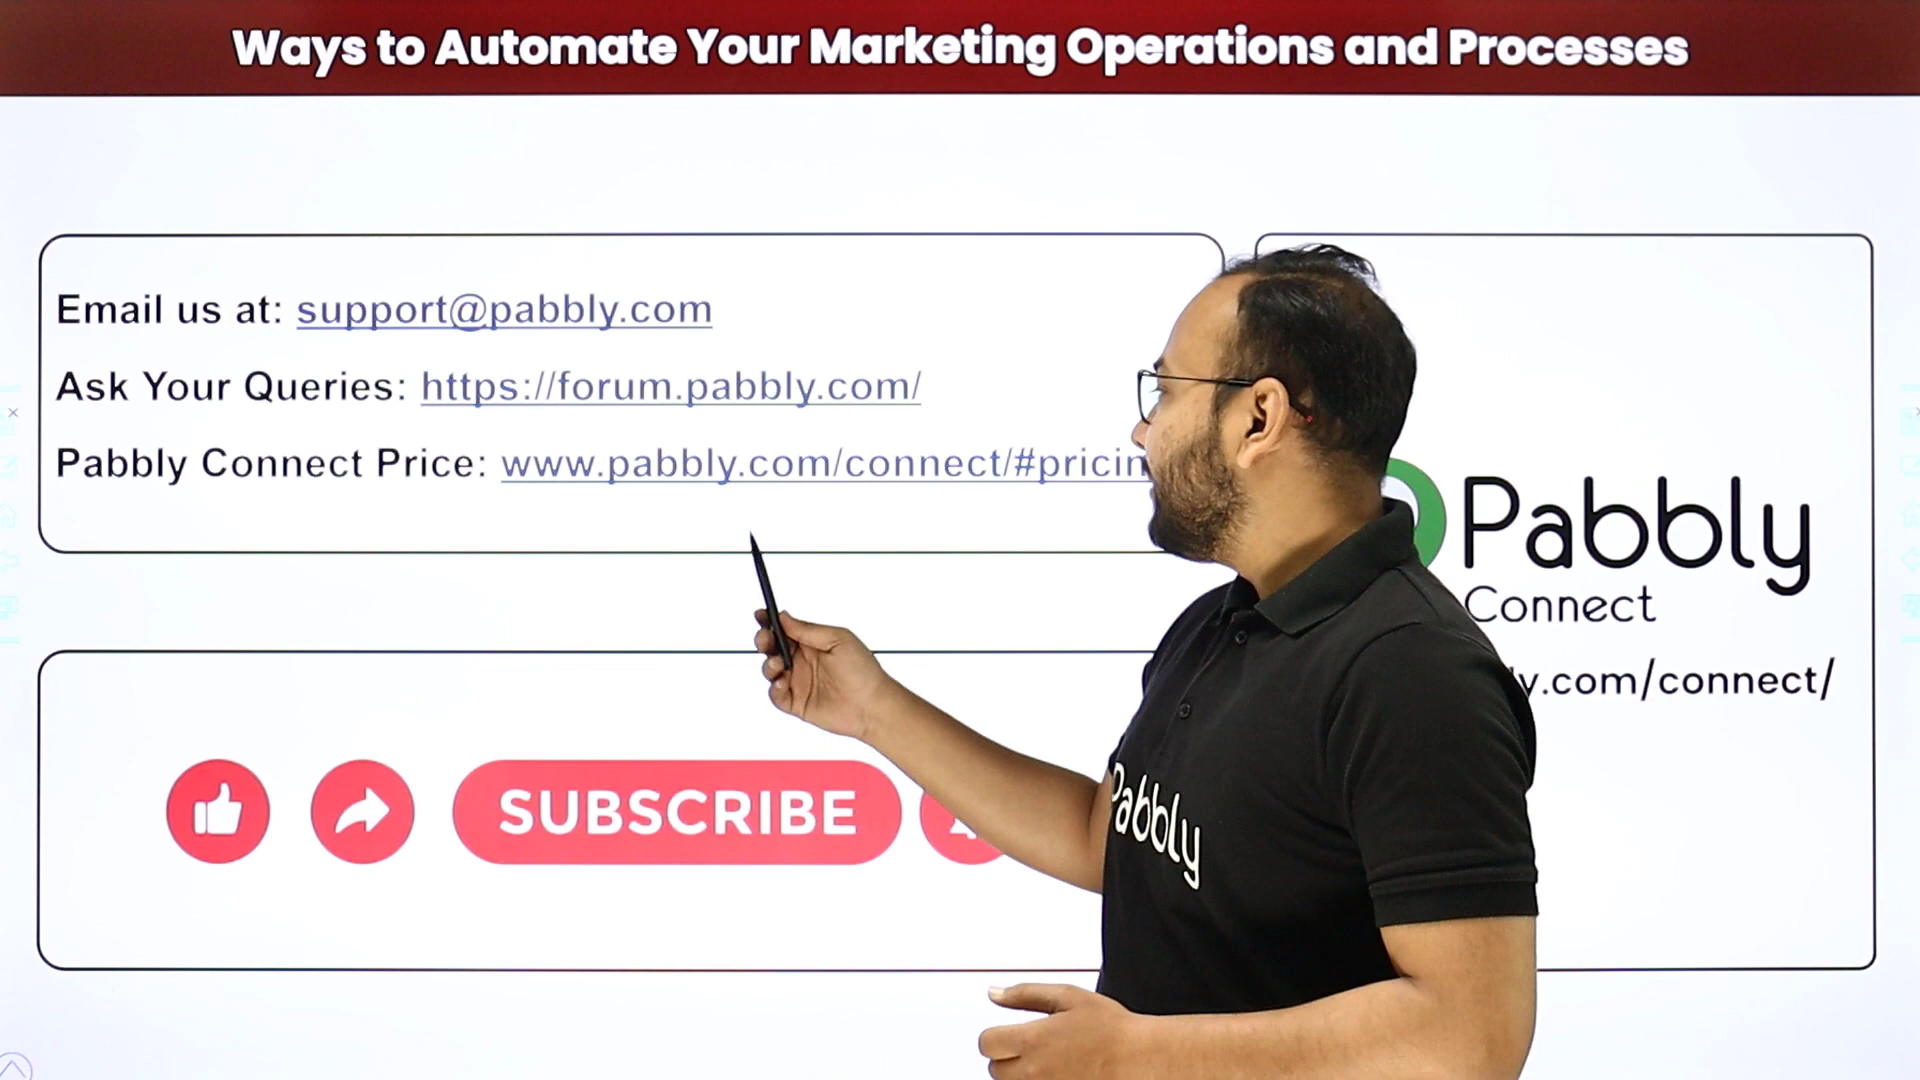 Ways to Automate Your Marketing Operations and Processes
Email us at: support@pabbly.com
Ask Your Queries: https://forum.pabbly.com/
Pabbly Connect Price: www.pabbly.com/connect/#pricin
Pabbly
Connect
y.com/connect/
SUBSCRIBE
Pabbly